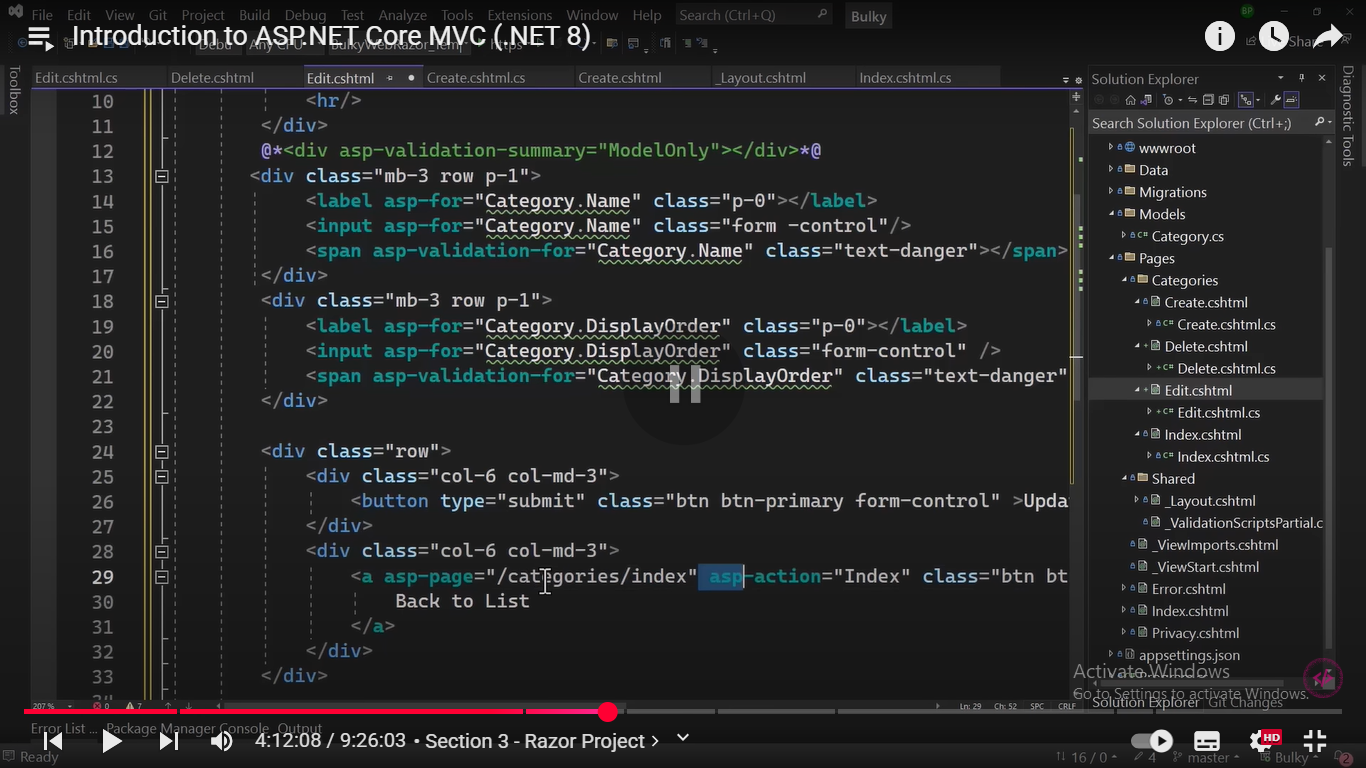 File Edit View Git Project Build Debug Test Analyze Tools Extensions Window Help Search (Ctrl+Q) Bulky
Introduction to ASP.NET Core MVC (.NET 8)
Share
Toolbox
Edit.cshtml.cs Delete.cshtml Edit.cshtml Create.cshtml.cs Create.cshtml _Layout.cshtml Index.cshtml.cs
10 <hr/>
11 </div>
12 @*<div asp-validation-summary="ModelOnly"></div>*@
13 <div class="mb-3 row p-1">
14 <label asp-for="Category.Name" class="p-0"></label>
15 <input asp-for="Category.Name" class="form -control"/>
16 <span asp-validation-for="Category.Name" class="text-danger"></span>
17 </div>
18 <div class="mb-3 row p-1">
19 <label asp-for="Category.DisplayOrder" class="p-0"></label>
20 <input asp-for="Category.DisplayOrder" class="form-control" />
21 <span asp-validation-for="Category.DisplayOrder" class="text-danger"
22 </div>
23
24 <div class="row">
25 <div class="col-6 col-md-3">
26 <button type="submit" class="btn btn-primary form-control" >Upda
27 </div>
28 <div class="col-6 col-md-3">
29 <a asp-page="/categories/index" asp-action="Index" class="btn bt
30 Back to List
31 </a>
32 </div>
33 </div>
Solution Explorer
Search Solution Explorer (Ctrl+;)
wwwroot
Data
Migrations
Models
C# Category.cs
Pages
Categories
Create.cshtml
C# Create.cshtml.cs
Delete.cshtml
C# Delete.cshtml.cs
Edit.cshtml
C# Edit.cshtml.cs
Index.cshtml
C# Index.cshtml.cs
Shared
_Layout.cshtml
_ValidationScriptsPartial.c
_ViewImports.cshtml
_ViewStart.cshtml
Error.cshtml
Index.cshtml
Privacy.cshtml
appsettings.json
Diagnostic Tools
Activate Windows
Go to Settings to activate Windows.
Solution Explorer Git Changes
207 % 0 7 Ln: 29 Ch: 52 SPC CRLF
Error List ... Package Manager Console Output
4:12:08 / 9:26:03 • Section 3 - Razor Project HD
Ready 16 / 0 4 master Bulky 2